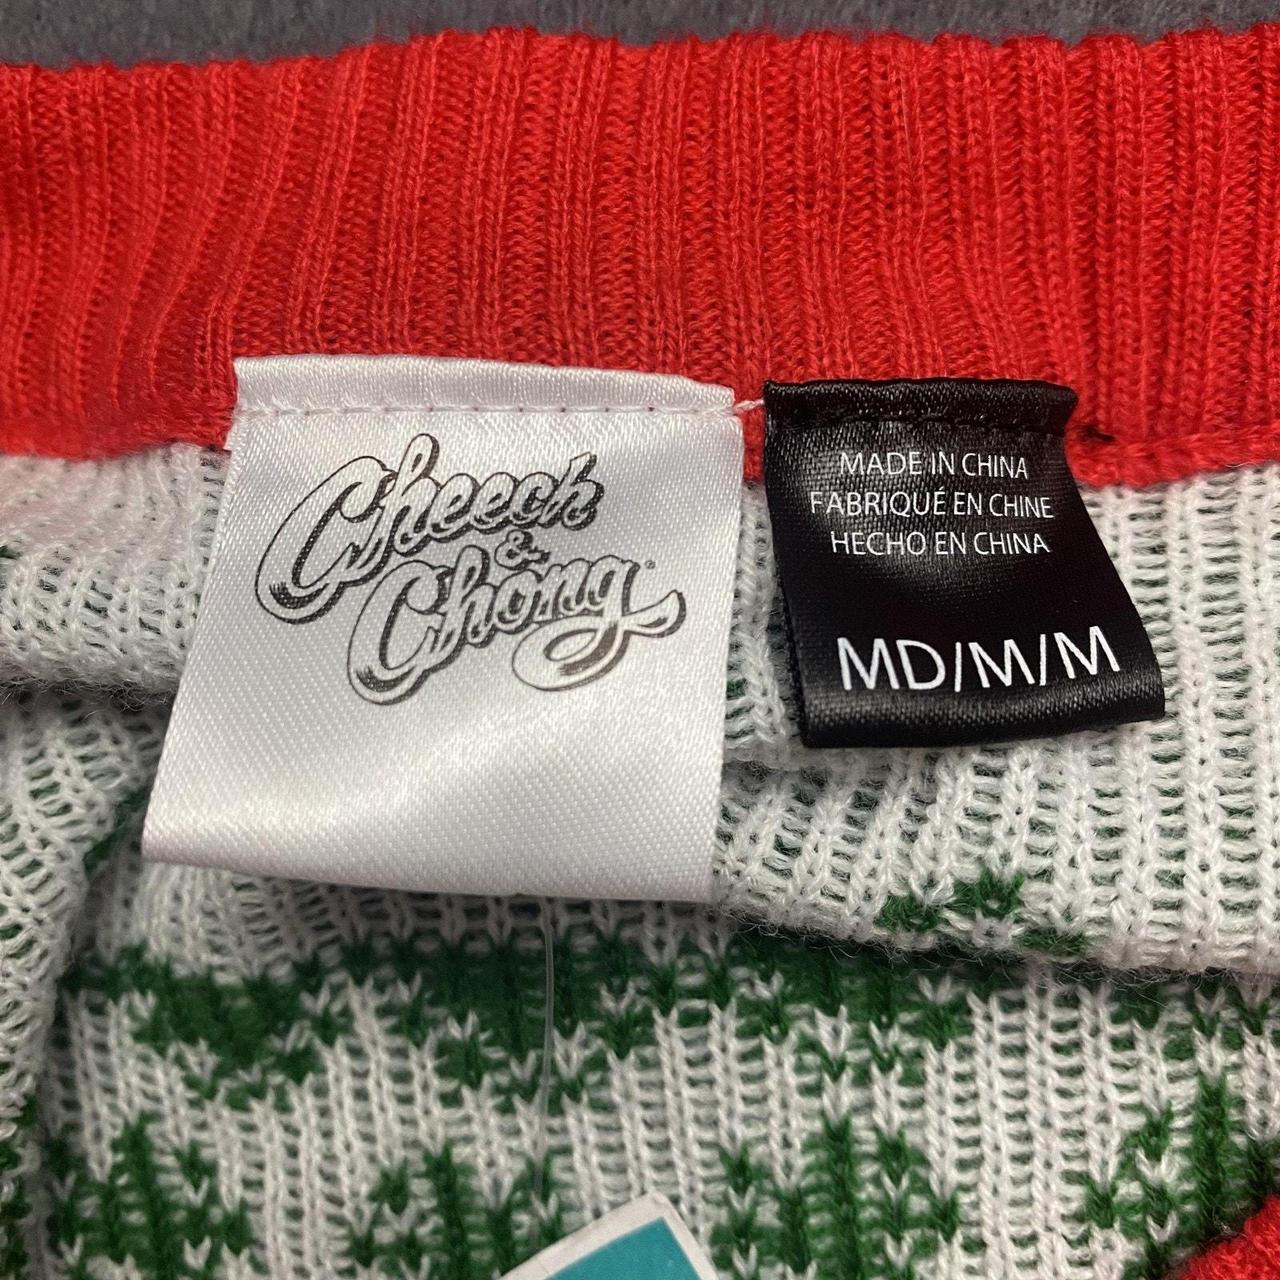 Cheech
&
Chong
MADE IN CHINA
FABRIQUÉ EN CHINE
HECHO EN CHINA
MD/M/M